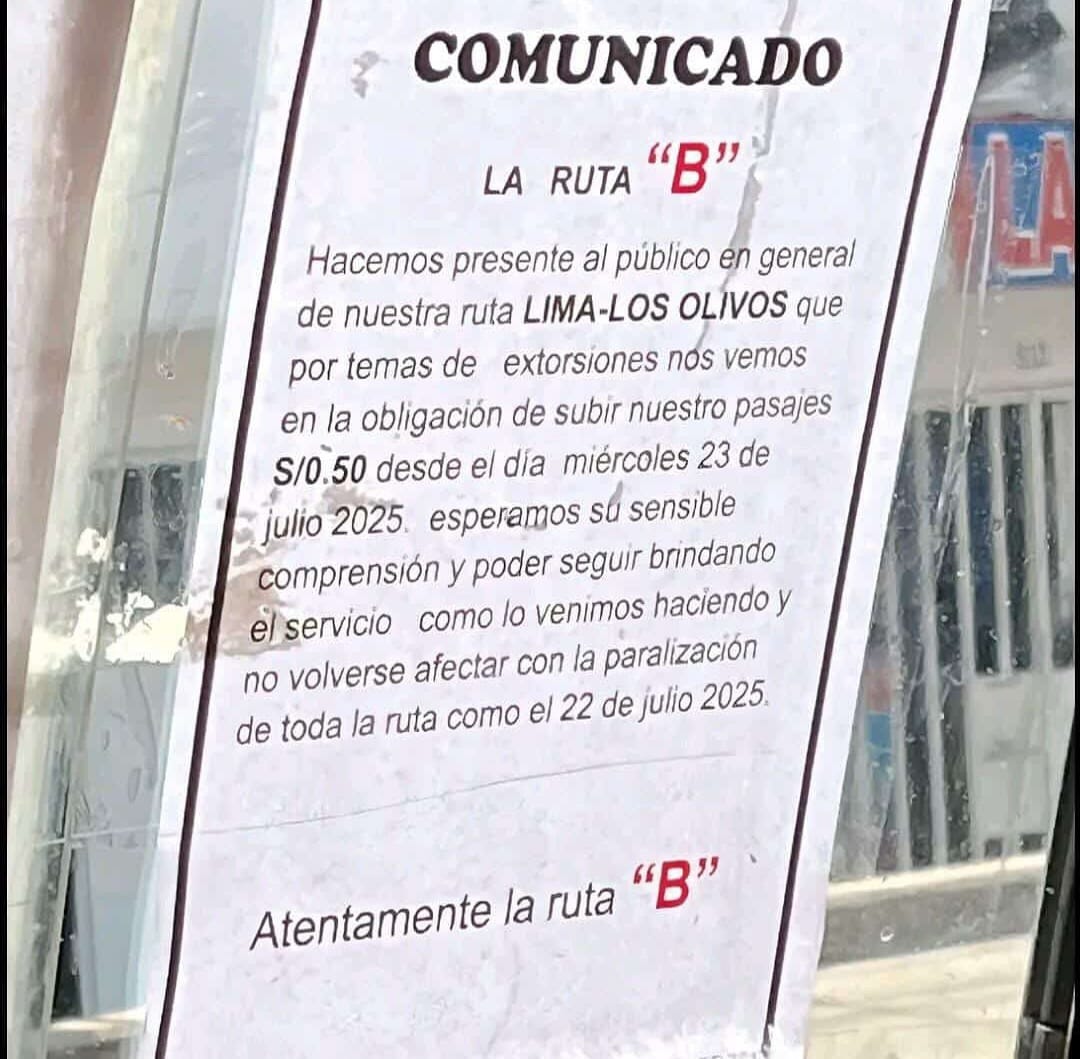 COMUNICADO
LA RUTA “B”
Hacemos presente al público en general
de nuestra ruta LIMA-LOS OLIVOS que
por temas de extorsiones nos vemos
en la obligación de subir nuestro pasajes
S/0.50 desde el día miércoles 23 de
julio 2025. esperamos su sensible
comprensión y poder seguir brindando
el servicio como lo venimos haciendo y
no volverse afectar con la paralización
de toda la ruta como el 22 de julio 2025.
Atentamente la ruta “B”